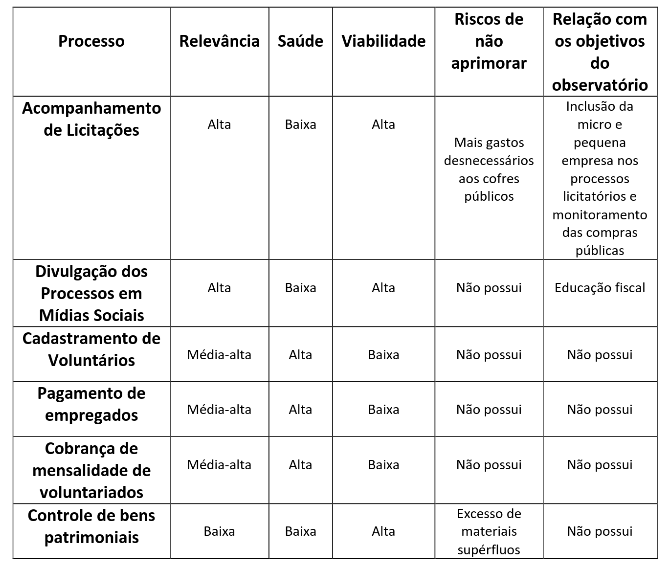 Processo
Relevância
Saúde
Viabilidade
Riscos de
não
aprimorar
Relação com
os objetivos
do
observatório
Acompanhamento
de Licitações
Alta
Baixa
Alta
Mais gastos
desnecessários
aos cofres
públicos
Inclusão da
micro e
pequena
empresa nos
processos
licitatórios e
monitoramento
das compras
públicas
Divulgação dos
Processos em
Mídias Sociais
Alta
Baixa
Alta
Não possui
Educação fiscal
Cadastramento de
Voluntários
Média-alta
Alta
Baixa
Não possui
Não possui
Pagamento de
empregados
Média-alta
Alta
Baixa
Não possui
Não possui
Cobrança de
mensalidade de
voluntariados
Média-alta
Alta
Baixa
Não possui
Não possui
Controle de bens
patrimoniais
Baixa
Baixa
Alta
Excesso de
materiais
supérfluos
Não possui